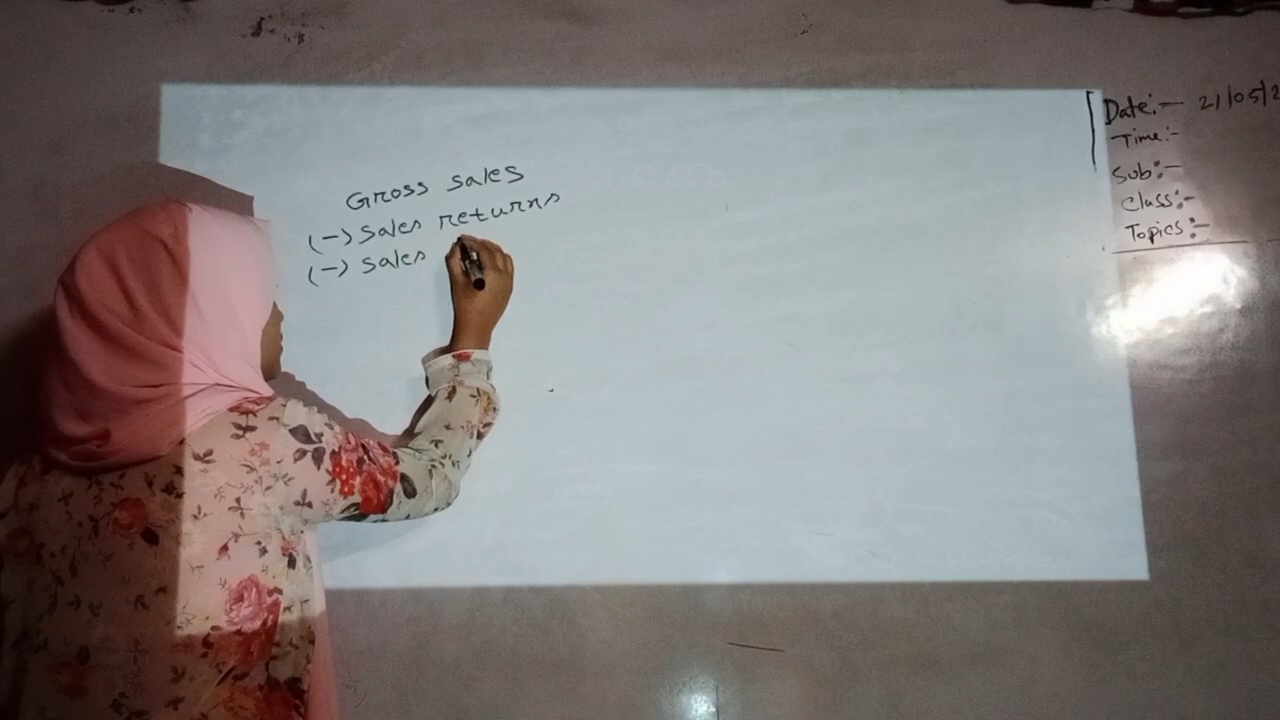 Gross sales
(-) sales returns
(-) sales
Date:- 21/05/2
Time:-
Sub:-
Class:-
Topics:-